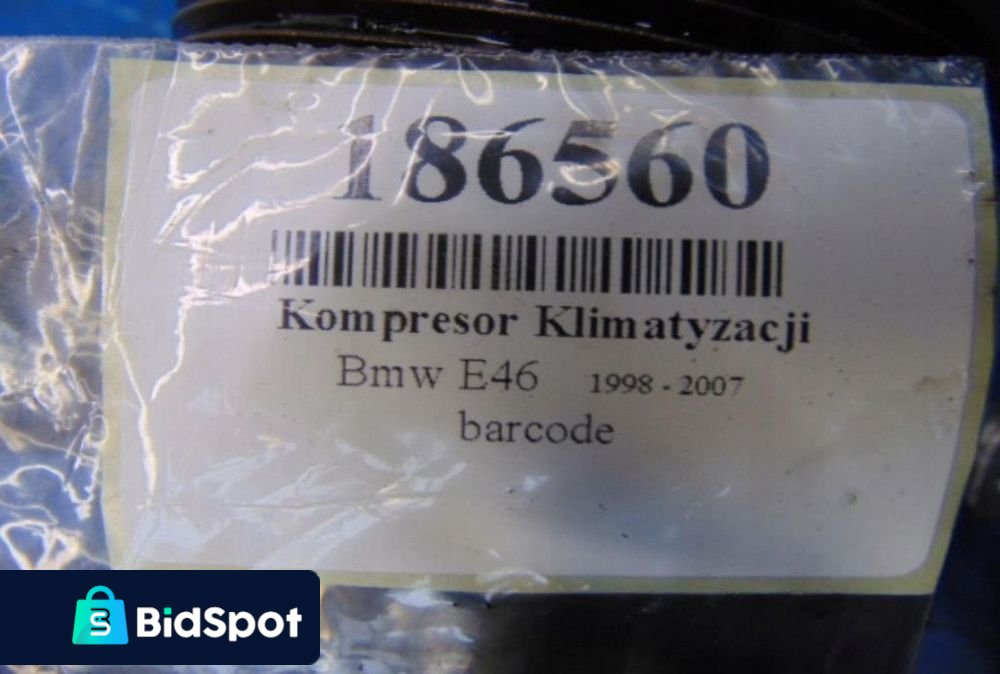 186560
Kompresor Klimatyzacji
Bmw E46 1998 - 2007
barcode
BidSpot